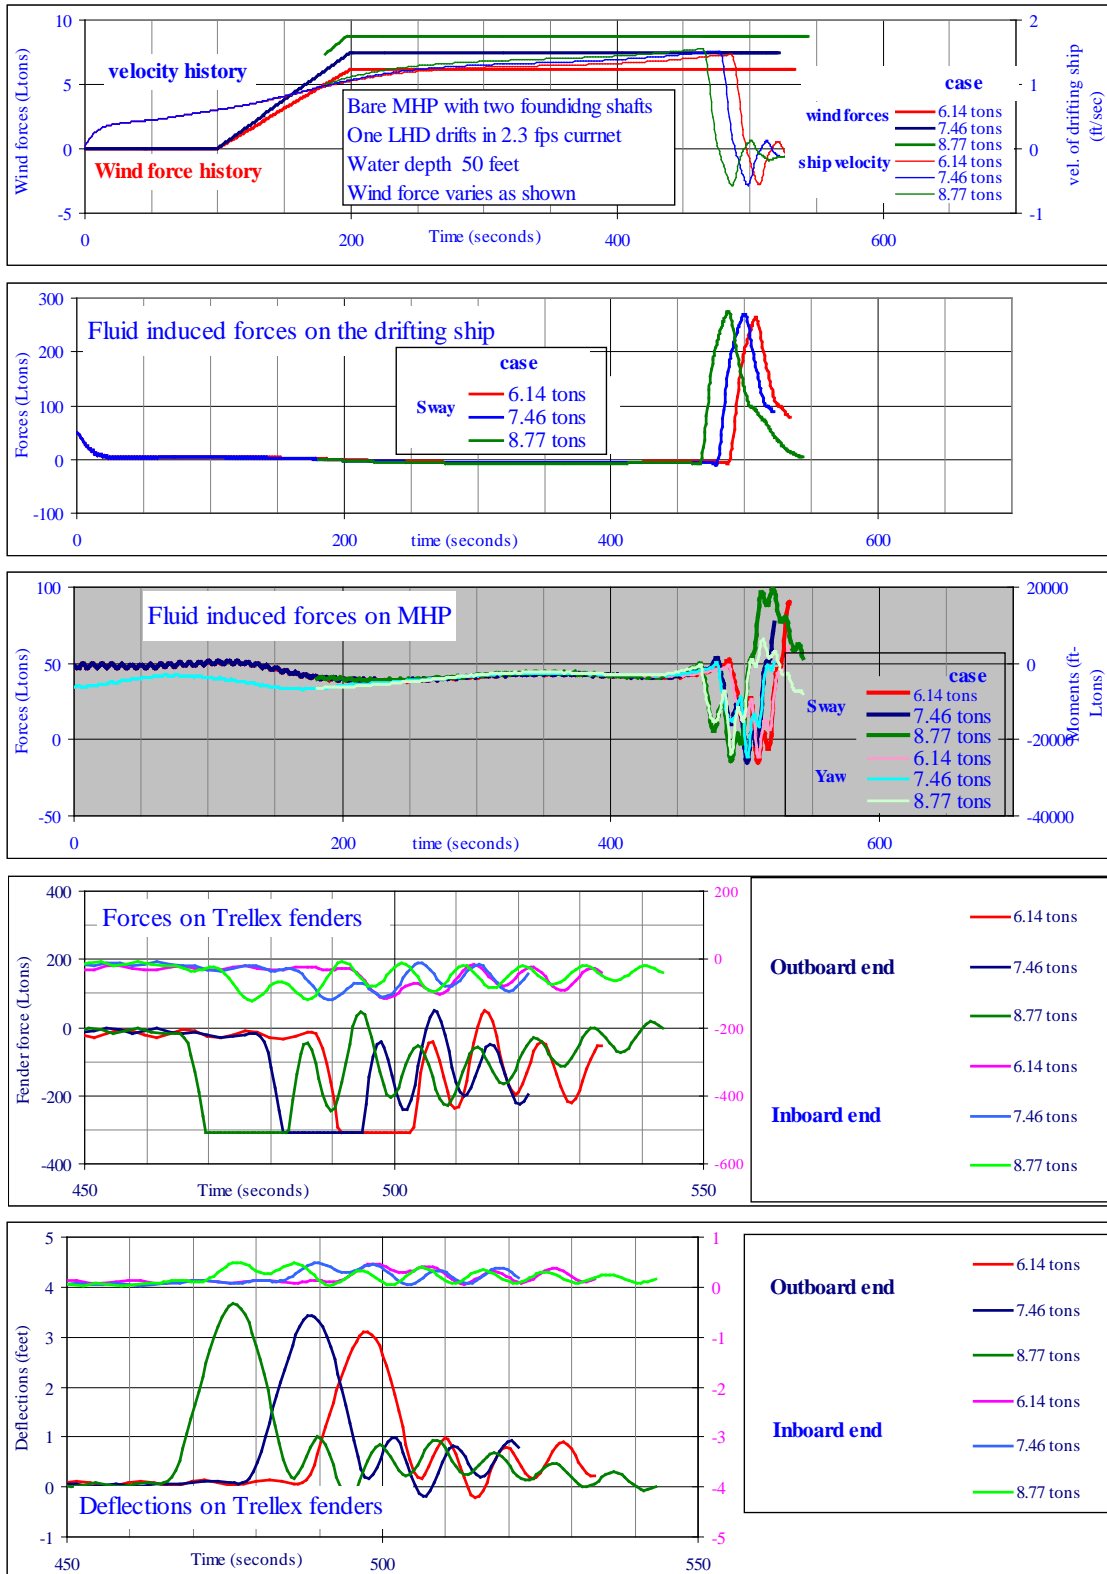 10
5
0
-5
Wind forces (Ltons)
velocity history
Wind force history
Bare MHP with two foundidng shafts
One LHD drifts in 2.3 fps currnet
Water depth 50 feet
Wind force varies as shown
case
wind forces
6.14 tons
7.46 tons
8.77 tons
ship velocity
6.14 tons
7.46 tons
8.77 tons
2
1
0
-1
vel. of drifting ship
(ft/sec)
0
200
400
600
Time (seconds)
300
200
100
0
-100
Forces (Ltons)
Fluid induced forces on the drifting ship
case
Sway
6.14 tons
7.46 tons
8.77 tons
0
200
400
600
time (seconds)
100
50
0
-50
Forces (Ltons)
Fluid induced forces on MHP
20000
0
-20000
-40000
Moments (ft-
Ltons)
case
Sway
6.14 tons
7.46 tons
8.77 tons
Yaw
6.14 tons
7.46 tons
8.77 tons
0
200
400
600
time (seconds)
400
200
0
-200
-400
Fender force (Ltons)
Forces on Trellex fenders
200
0
-200
-400
-600
450
500
550
Time (seconds)
Outboard end
6.14 tons
7.46 tons
8.77 tons
Inboard end
6.14 tons
7.46 tons
8.77 tons
5
4
3
2
1
0
-1
Deflections (feet)
Deflections on Trellex fenders
1
0
-1
-2
-3
-4
-5
450
500
550
Time (seconds)
Outboard end
6.14 tons
7.46 tons
8.77 tons
Inboard end
6.14 tons
7.46 tons
8.77 tons